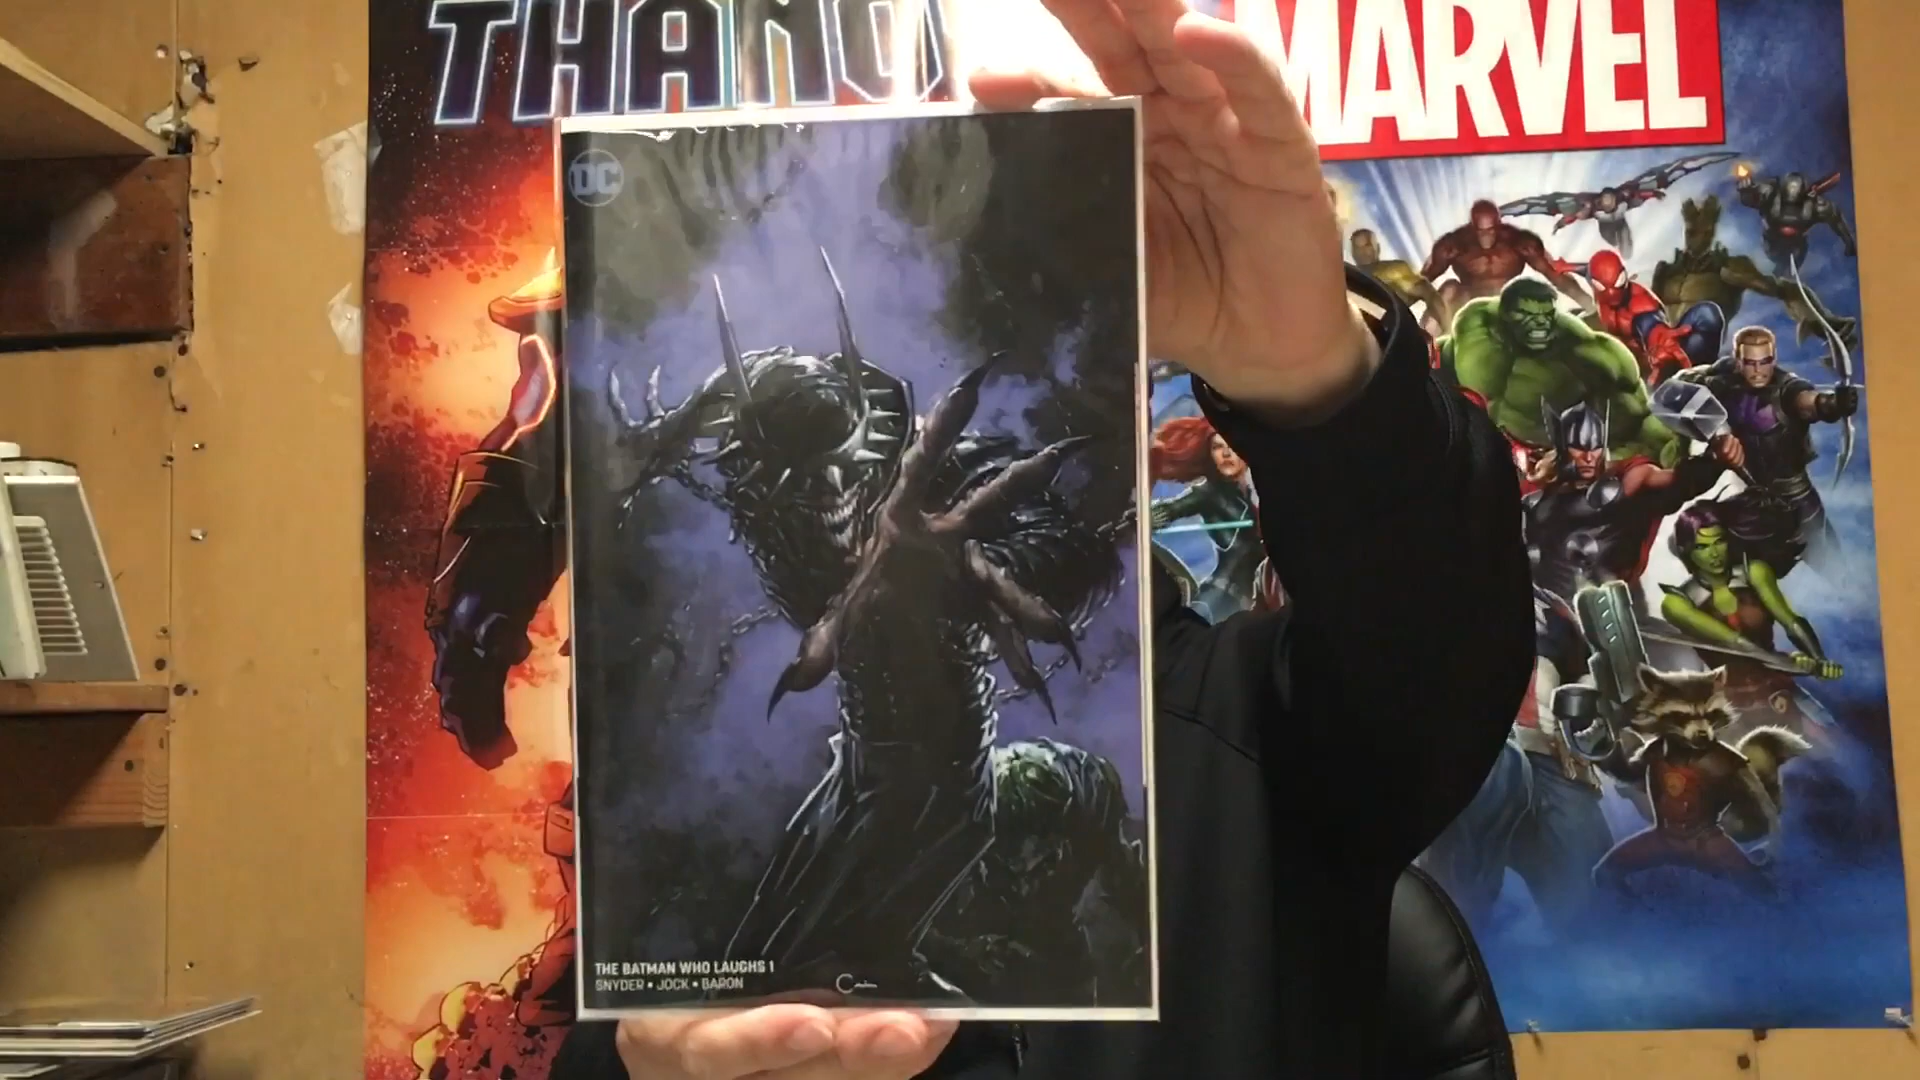 THANO
MARVEL
DC
THE BATMAN WHO LAUGHS 1
SNYDER • JOCK • BARON